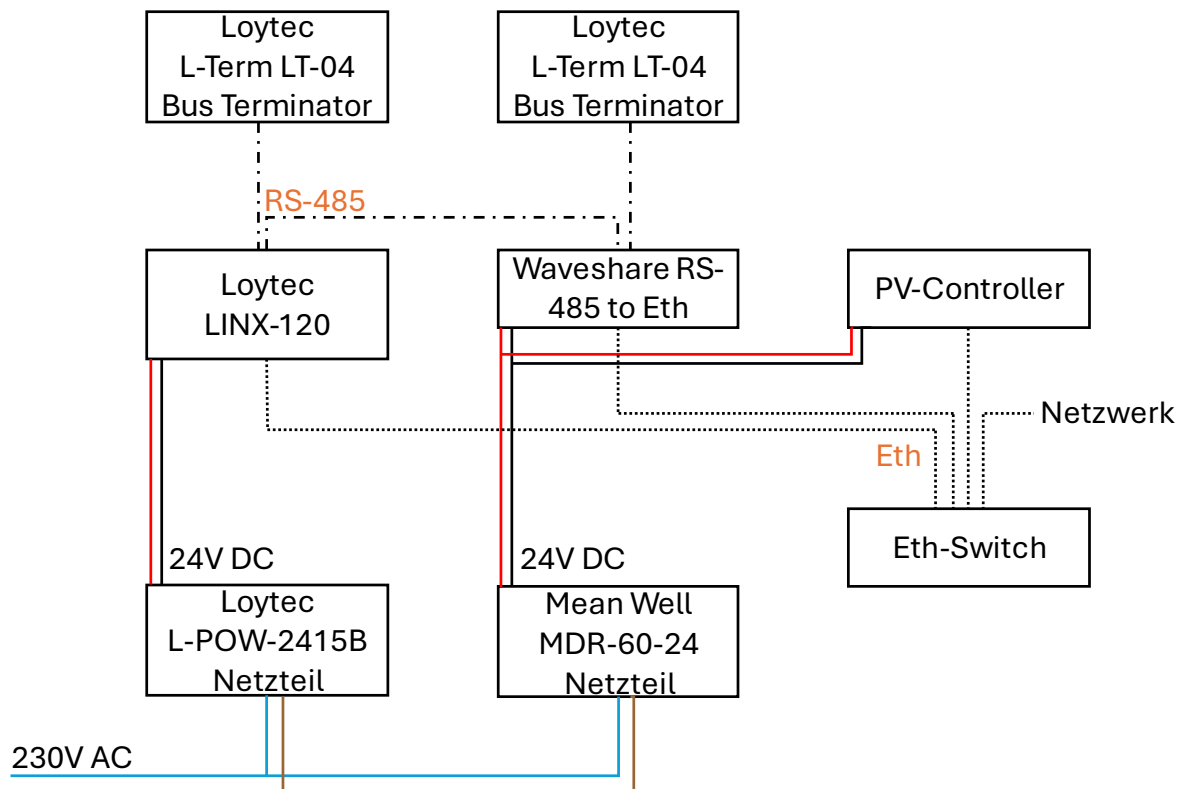 Loytec
L-Term LT-04
Bus Terminator
Loytec
L-Term LT-04
Bus Terminator
RS-485
Loytec
LINX-120
Waveshare RS-
485 to Eth
PV-Controller
Netzwerk
Eth
Eth-Switch
24V DC
24V DC
Loytec
L-POW-2415B
Netzteil
Mean Well
MDR-60-24
Netzteil
230V AC